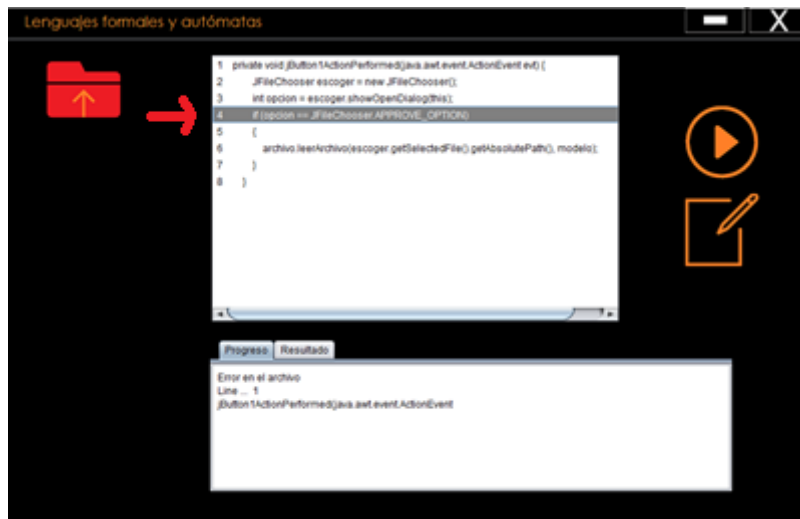 Lenguajes formales y autómatas
X
1 private void jButton1ActionPerformed(java.awt.event.ActionEvent evt) {
2 JFileChooser escoger = new JFileChooser();
3 int opcion = escoger.showOpenDialog(this);
4 if (opcion == JFileChooser.APPROVE_OPTION)
5 {
6 archivo.leerArchivo(escoger.getSelectedFile().getAbsolutePath(), modelo);
7 }
8 }
Progreso Resultado
Error en el archivo
Line ... 1
jButton1ActionPerformed(java.awt.event.ActionEvent